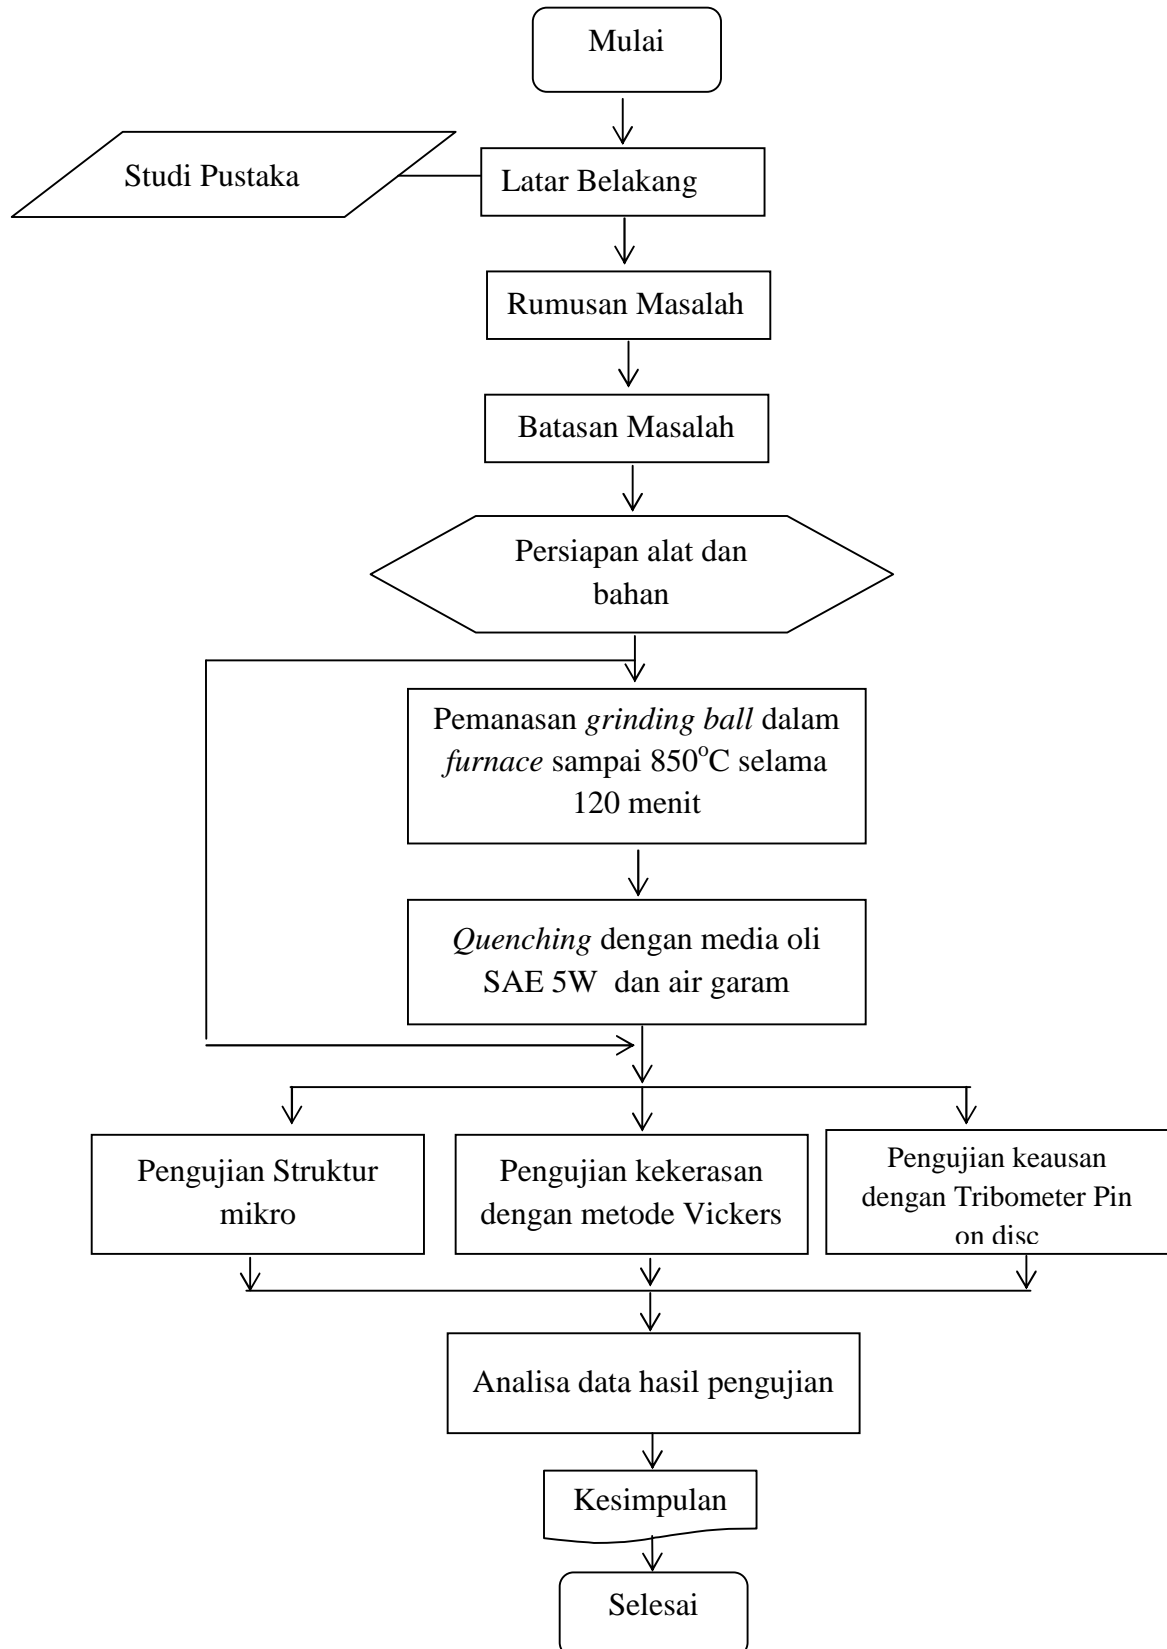 Mulai
Studi Pustaka
Latar Belakang
Rumusan Masalah
Batasan Masalah
Persiapan alat dan
bahan
Pemanasan grinding ball dalam
furnace sampai 850°C selama
120 menit
Quenching dengan media oli
SAE 5W  dan air garam
Pengujian Struktur
mikro
Pengujian kekerasan
dengan metode Vickers
Pengujian keausan
dengan Tribometer Pin
on disc
Analisa data hasil pengujian
Kesimpulan
Selesai